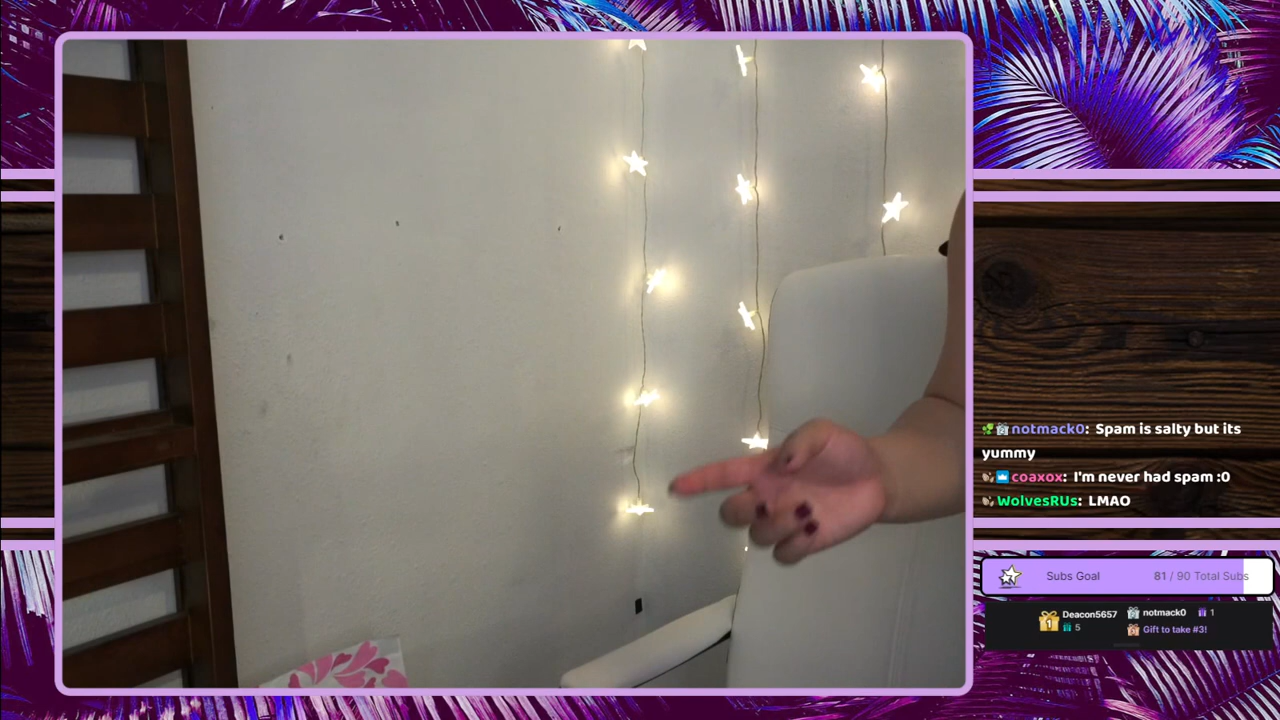 notmack0: Spam is salty but its
yummy
coaxox: I'm never had spam :0
WolvesRUs: LMAO
Subs Goal 81 / 90 Total Subs
Deacon5657
5
notmack0 1
Gift to take #3!
1